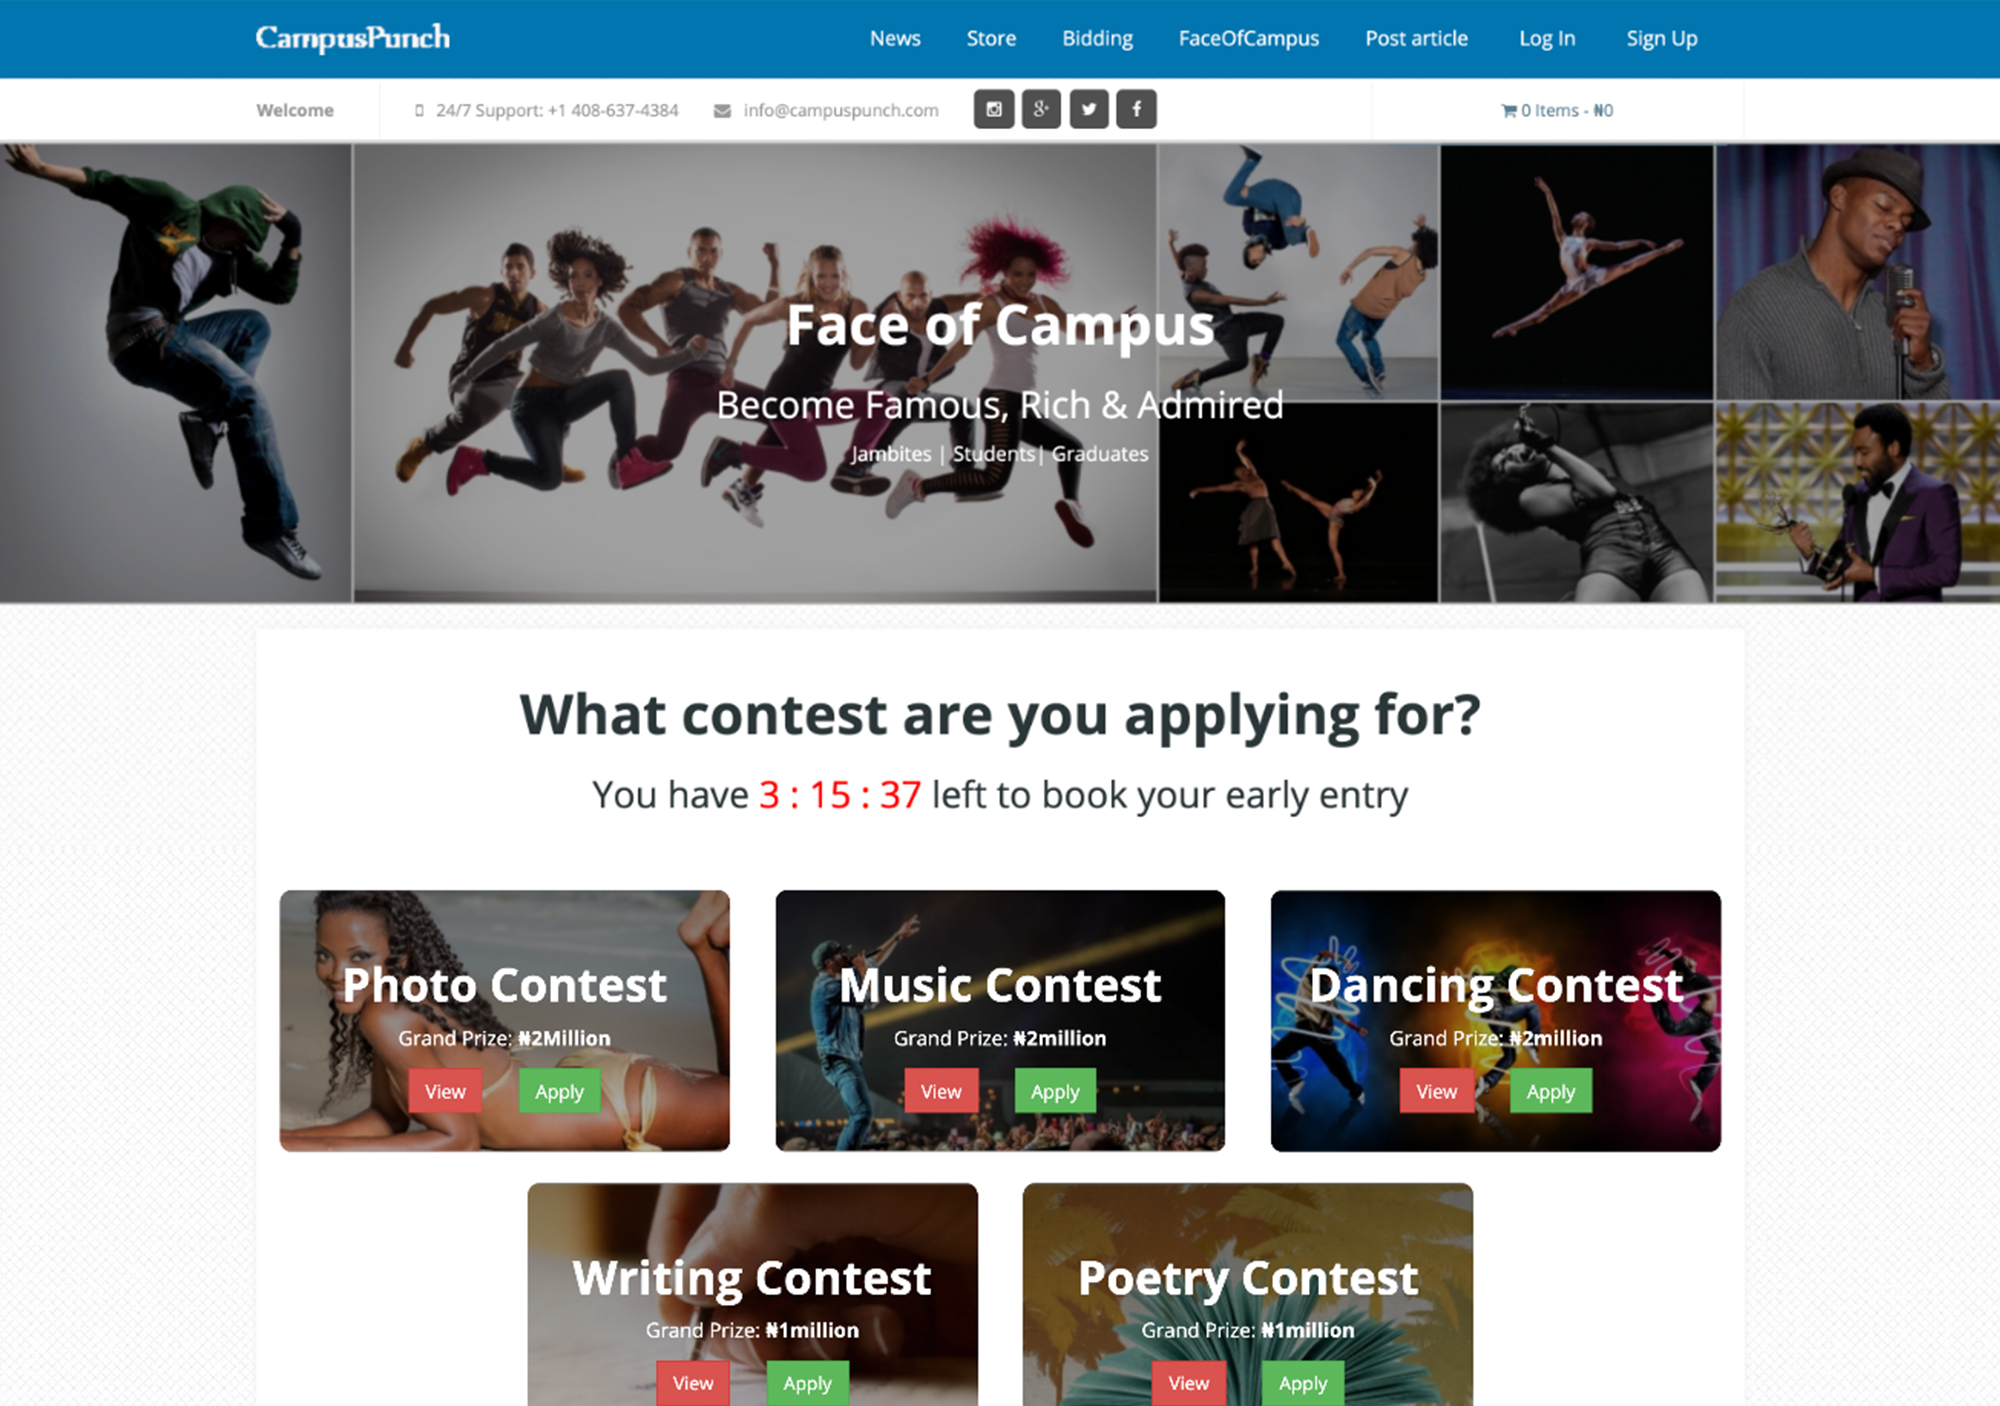 CampusPunch
News Store Bidding FaceOfCampus Post article Log In Sign Up
Welcome 24/7 Support: +1 408-637-4384 info@campuspunch.com 0 Items - ₦0
Face of Campus
Become Famous, Rich & Admired
Jambites | Students| Graduates
What contest are you applying for?
You have 3 : 15 : 37 left to book your early entry
Photo Contest
Grand Prize: ₦2Million
View Apply
Music Contest
Grand Prize: ₦2million
View Apply
Dancing Contest
Grand Prize: ₦2million
View Apply
Writing Contest
Grand Prize: ₦1million
View Apply
Poetry Contest
Grand Prize: ₦1million
View Apply